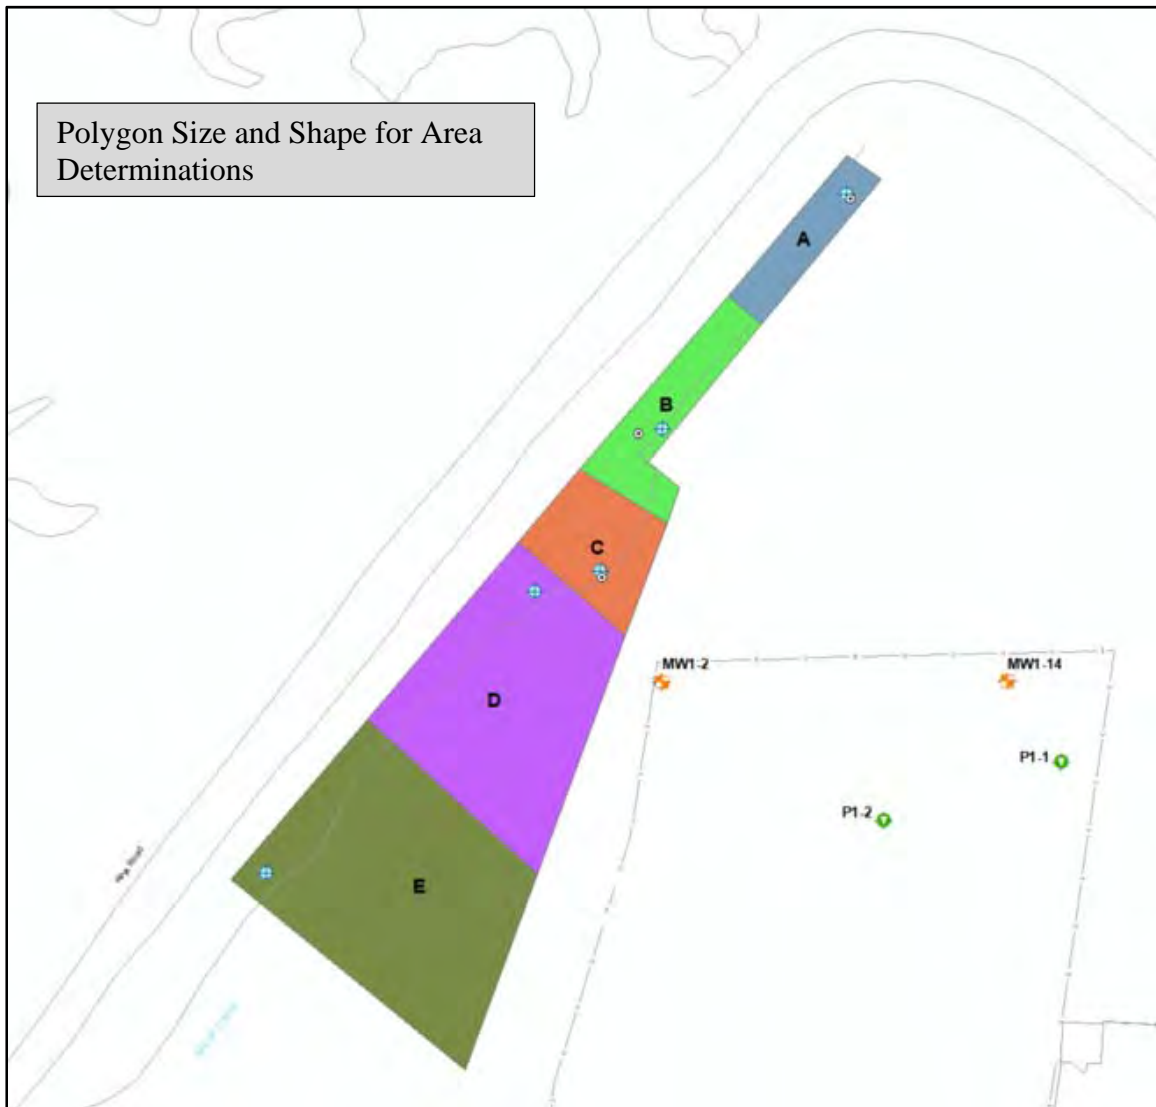 Polygon Size and Shape for Area
Determinations
A
B
C
MW1-2
MW1-14
D
P1-1
P1-2
E